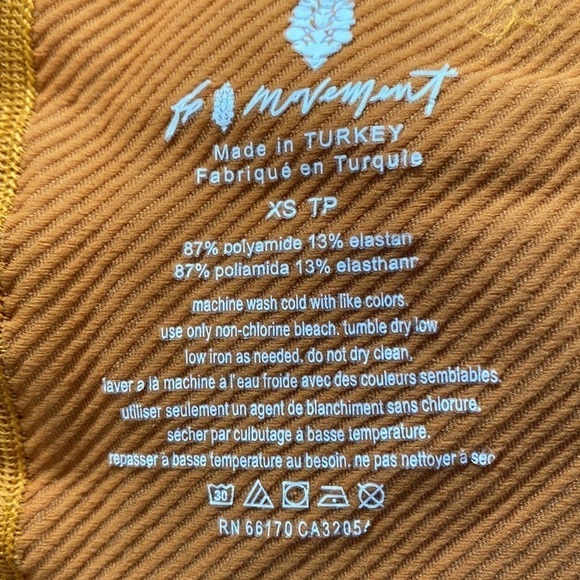 fp movement
Made in TURKEY
Fabriqué en Turquie
XS TP
87% polyamide 13% elastan
87% poliamida 13% elasthann
machine wash cold with like colors.
use only non-chlorine bleach. tumble dry low
low iron as needed. do not dry clean.
laver a là machine a l'eau froide avec des couleurs semblables.
utiliser seulement un agent de blanchiment sans chlorure.
sécher par culbutage à basse temperature.
repasser à basse temperature au besoin. ne pas nettoyer à sec
30
RN 66170 CA32054